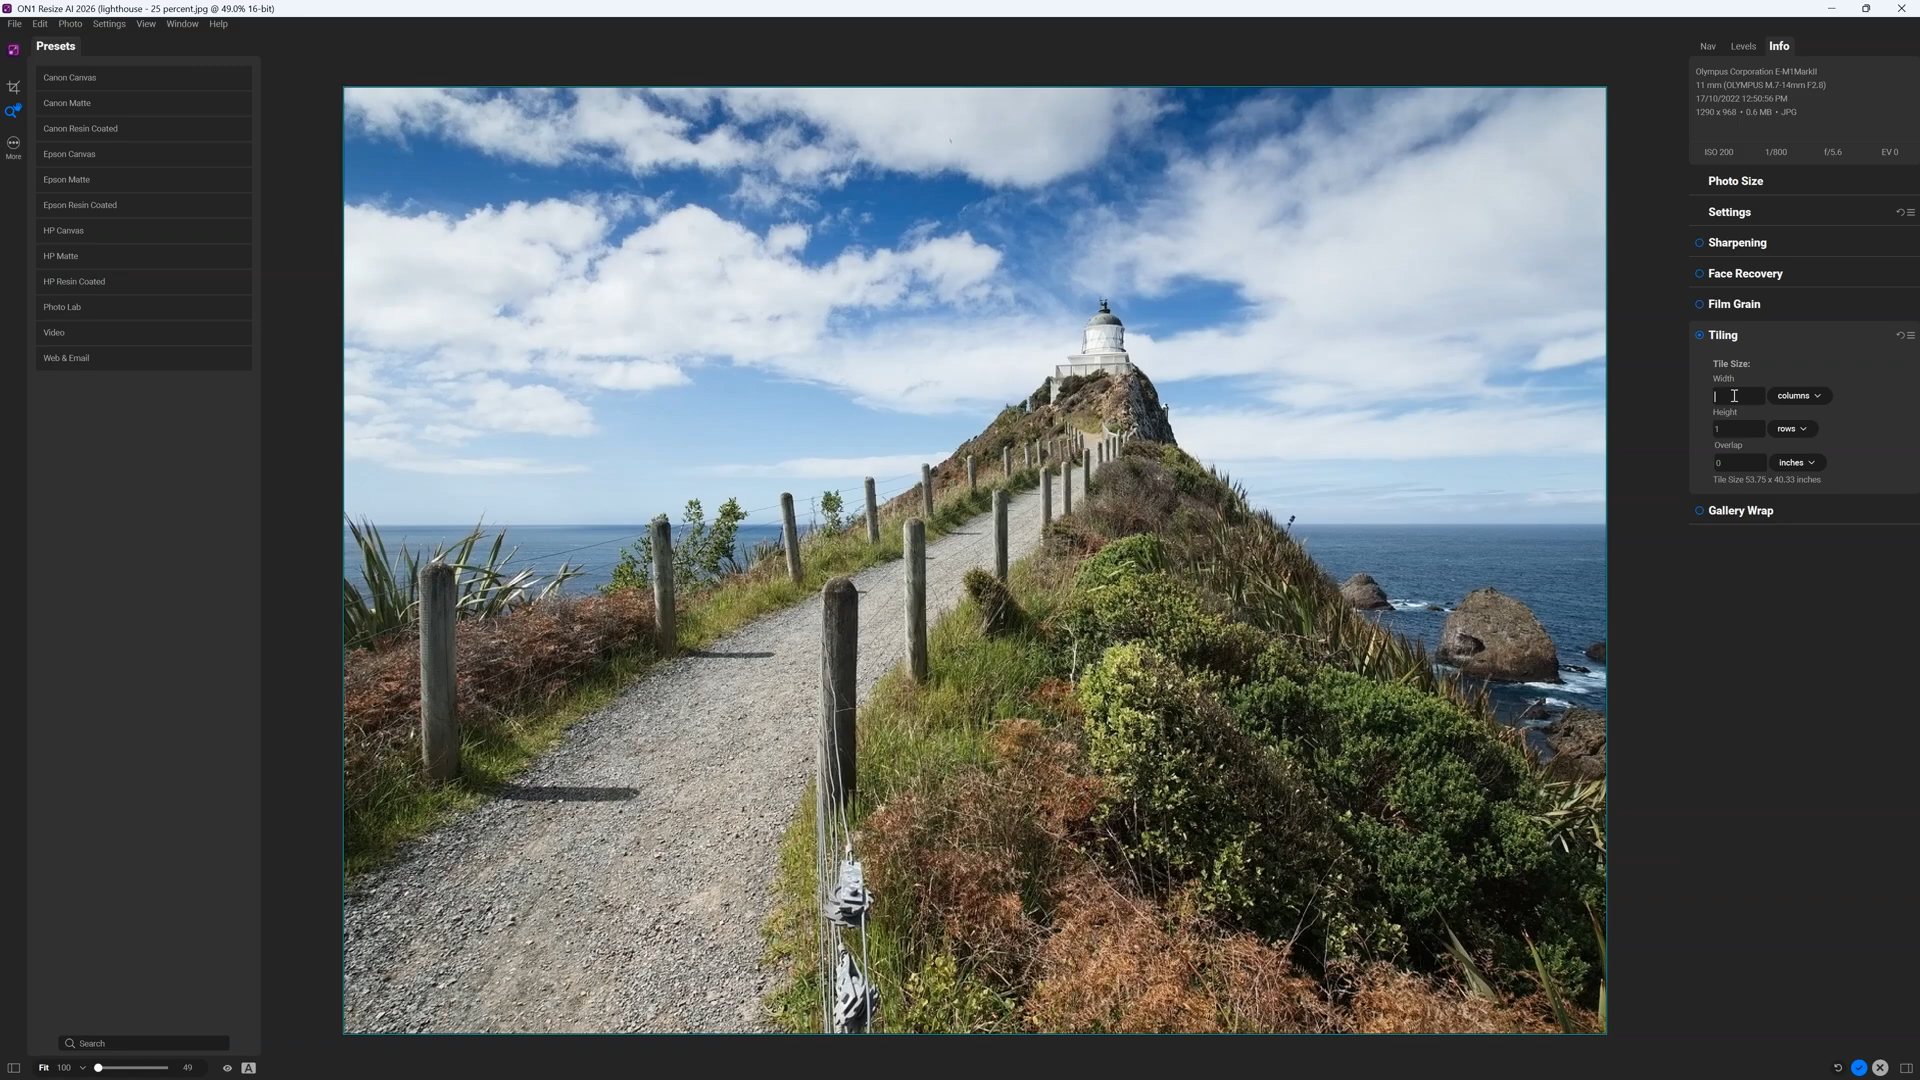 ON1 Resize AI 2026 (lighthouse - 25 percent.jpg @ 49.0% 16-bit)
File Edit Photo Settings View Window Help
Presets
Canon Canvas
Canon Matte
Canon Resin Coated
Epson Canvas
Epson Matte
Epson Resin Coated
HP Canvas
HP Matte
HP Resin Coated
Photo Lab
Video
Web & Email
More
Search
Fit 100 49 A
Nav Levels Info
Olympus Corporation E-M1MarkII
11 mm (OLYMPUS M.7-14mm F2.8)
17/10/2022 12:50:56 PM
1290 x 968 • 0.6 MB • JPG
ISO 200 1/800 f/5.6 EV 0
Photo Size
Settings
Sharpening
Face Recovery
Film Grain
Tiling
Tile Size:
Width
columns
Height
1 rows
Overlap
0 inches
Tile Size 53.75 x 40.33 inches
Gallery Wrap